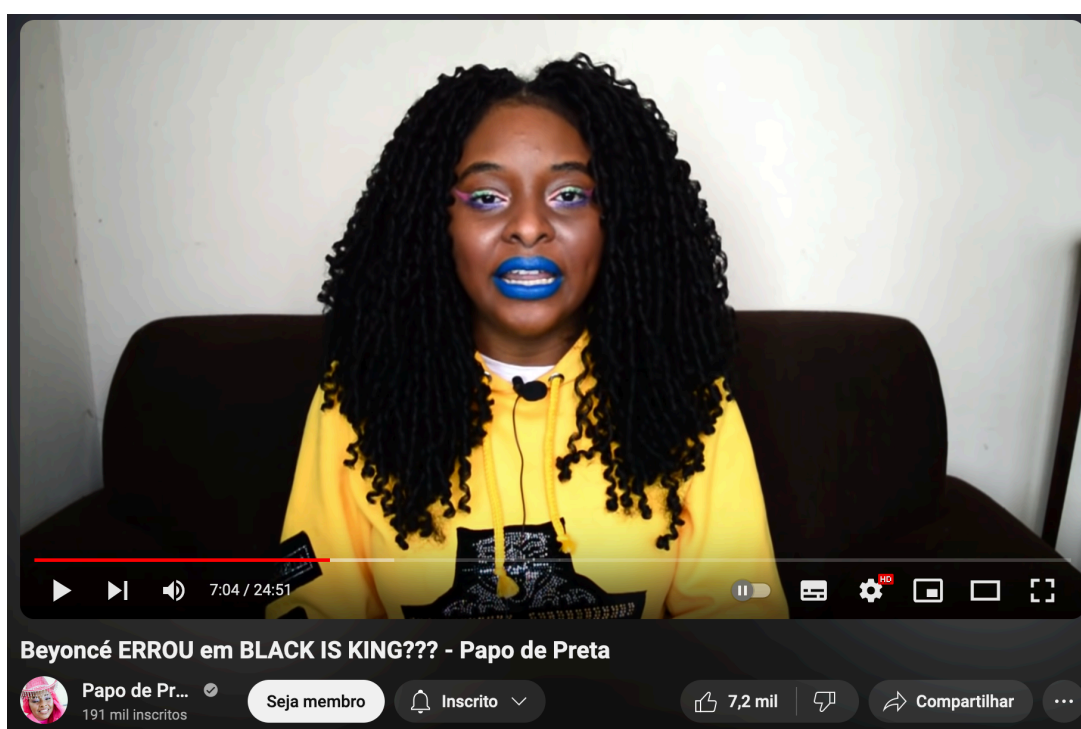 7:04 / 24:51
HD
Beyoncé ERROU em BLACK IS KING??? - Papo de Preta
Papo de Pr...
191 mil inscritos
Seja membro
Inscrito
7,2 mil
Compartilhar